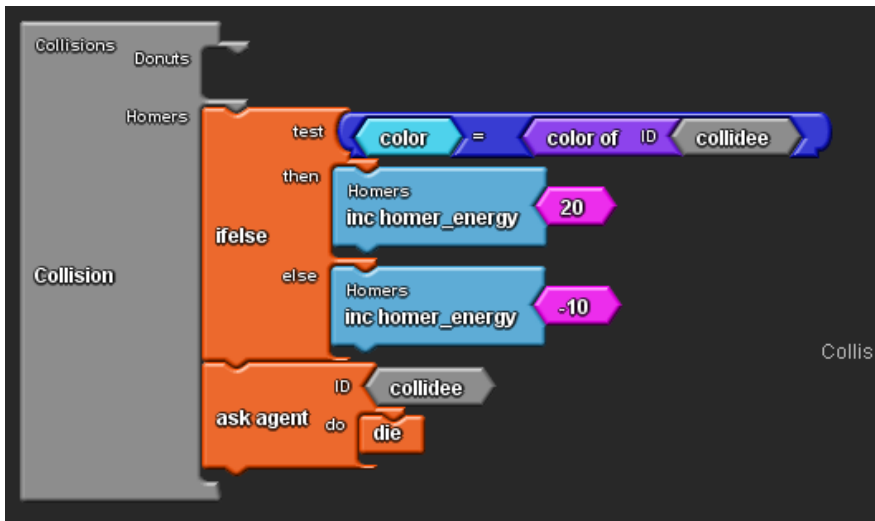 Collisions
Donuts
Homers
test color = color of ID collidee
then Homers
inc homer_energy 20
ifelse
Collision
else Homers
inc homer_energy -10
Collis
ID collidee
ask agent do die